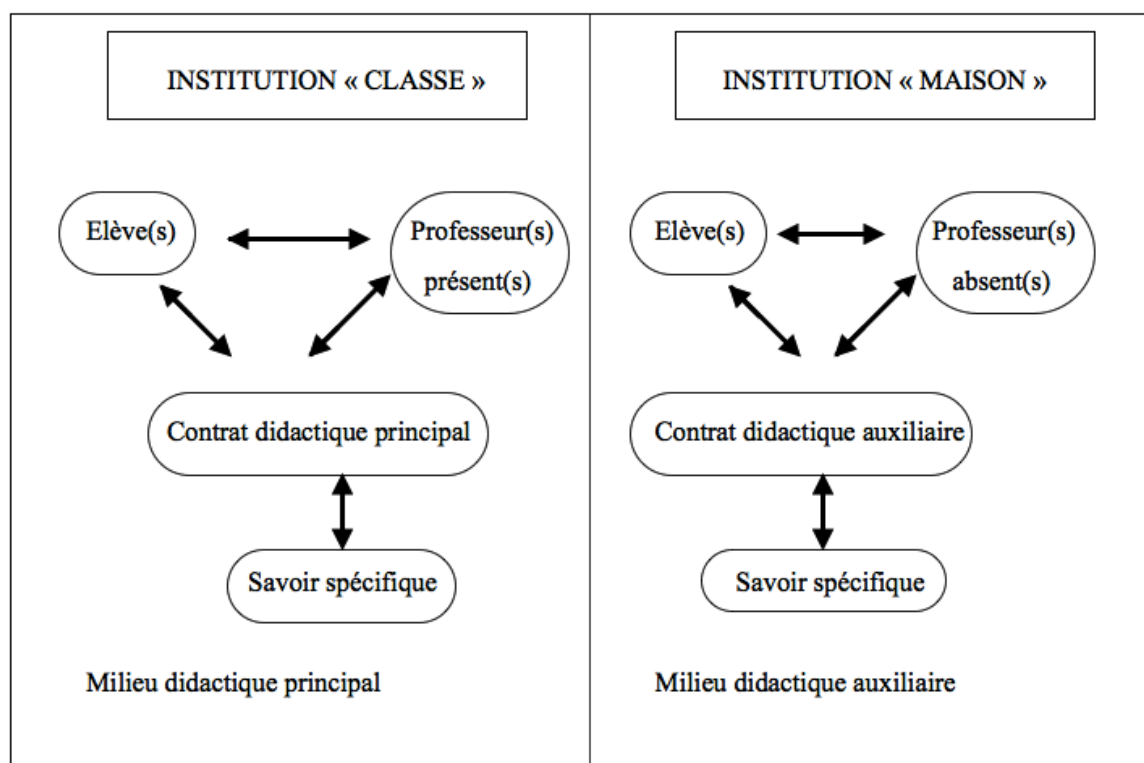 INSTITUTION « CLASSE »
Elève(s)
Professeur(s)
présent(s)
Contrat didactique principal
Savoir spécifique
Milieu didactique principal
INSTITUTION « MAISON »
Elève(s)
Professeur(s)
absent(s)
Contrat didactique auxiliaire
Savoir spécifique
Milieu didactique auxiliaire